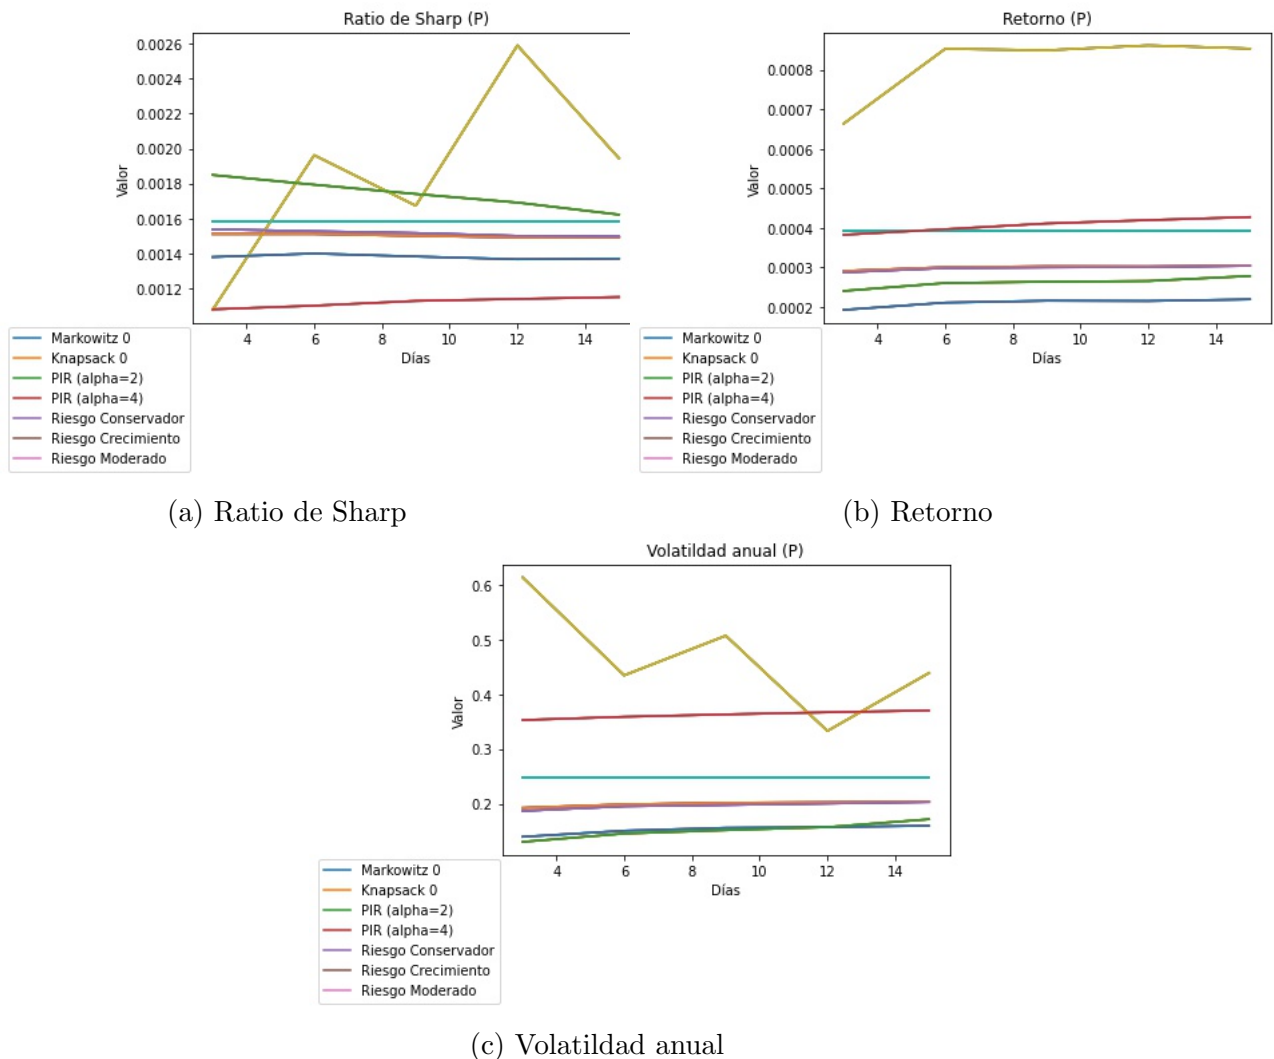 Ratio de Sharp (P)
0.0026
0.0024
0.0022
0.0020
0.0018
0.0016
0.0014
0.0012
Valor
4 6 8 10 12 14
Días
Markowitz 0
Knapsack 0
PIR (alpha=2)
PIR (alpha=4)
Riesgo Conservador
Riesgo Crecimiento
Riesgo Moderado
(a) Ratio de Sharp
Retorno (P)
0.0008
0.0007
0.0006
0.0005
0.0004
0.0003
0.0002
Valor
4 6 8 10 12 14
Días
Markowitz 0
Knapsack 0
PIR (alpha=2)
PIR (alpha=4)
Riesgo Conservador
Riesgo Crecimiento
Riesgo Moderado
(b) Retorno
Volatildad anual (P)
0.6
0.5
0.4
0.3
0.2
Valor
4 6 8 10 12 14
Días
Markowitz 0
Knapsack 0
PIR (alpha=2)
PIR (alpha=4)
Riesgo Conservador
Riesgo Crecimiento
Riesgo Moderado
(c) Volatildad anual